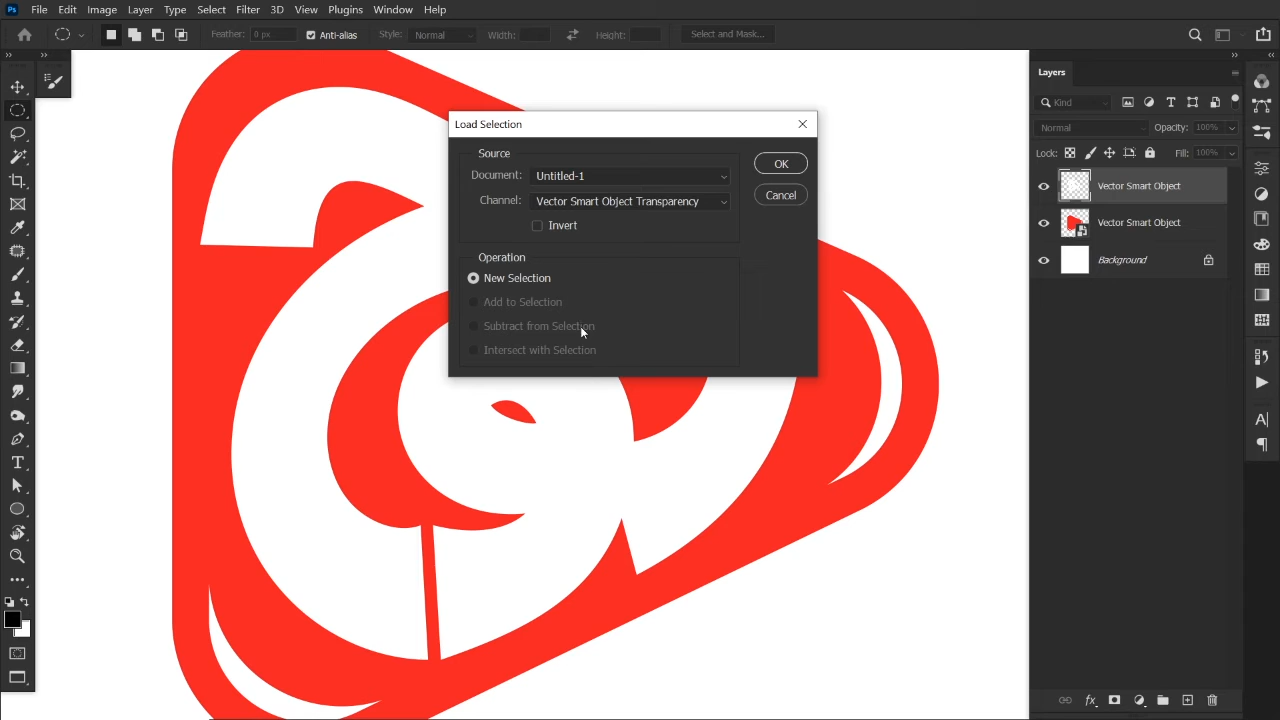 Ps File Edit Image Layer Type Select Filter 3D View Plugins Window Help
Feather: 0 px Anti-alias Style: Normal Width: Height: Select and Mask...
Layers
Kind
Normal Opacity: 100%
Lock: Fill: 100%
Vector Smart Object
Vector Smart Object
Background
Load Selection
Source
Document: Untitled-1
Channel: Vector Smart Object Transparency
Invert
OK
Cancel
Operation
New Selection
Add to Selection
Subtract from Selection
Intersect with Selection